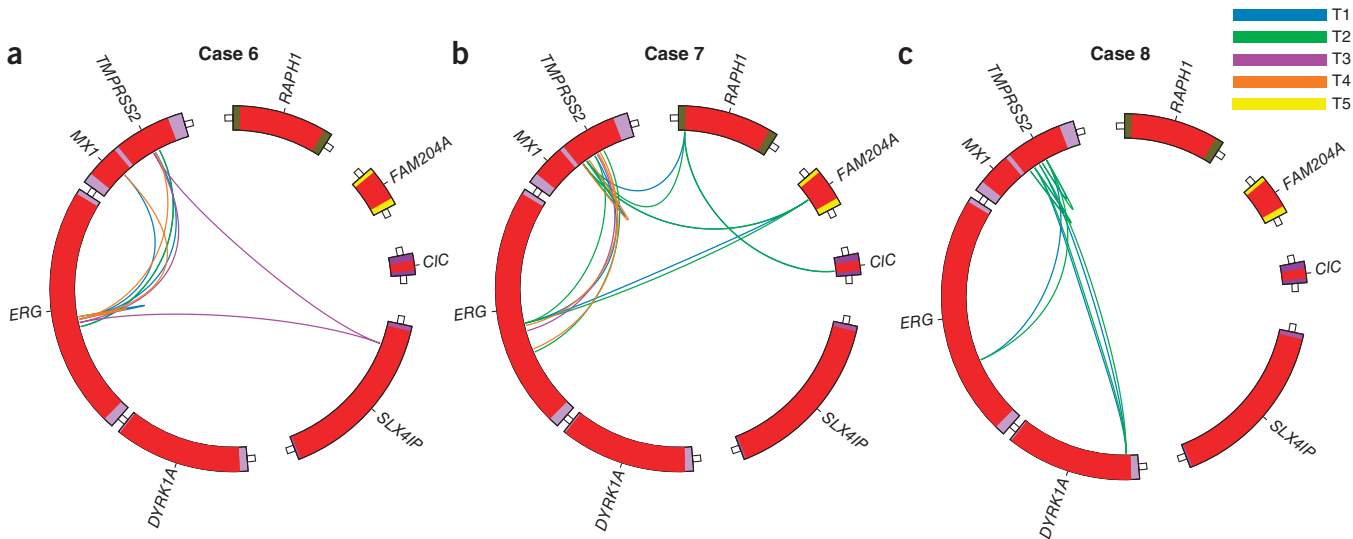 a
Case 6
TMPRSS2
RAPH1
MX1
FAM204A
CIC
ERG
SLX4IP
DYRK1A
b
Case 7
TMPRSS2
RAPH1
MX1
FAM204A
CIC
ERG
SLX4IP
DYRK1A
c
Case 8
TMPRSS2
RAPH1
MX1
FAM204A
CIC
ERG
SLX4IP
DYRK1A
T1
T2
T3
T4
T5